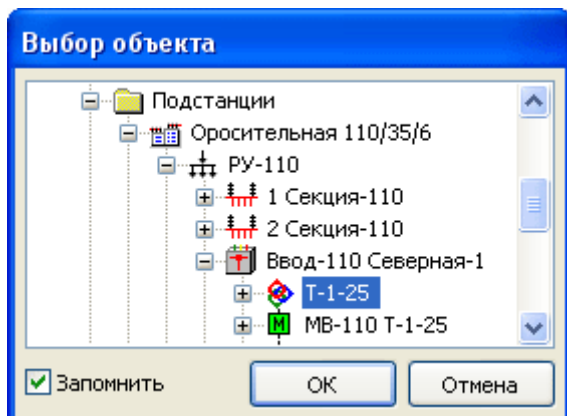 Выбор объекта
Подстанции
Оросительная 110/35/6
РУ-110
1 Секция-110
2 Секция-110
Ввод-110 Северная-1
Т-1-25
М МВ-110 Т-1-25
Запомнить ОК Отмена